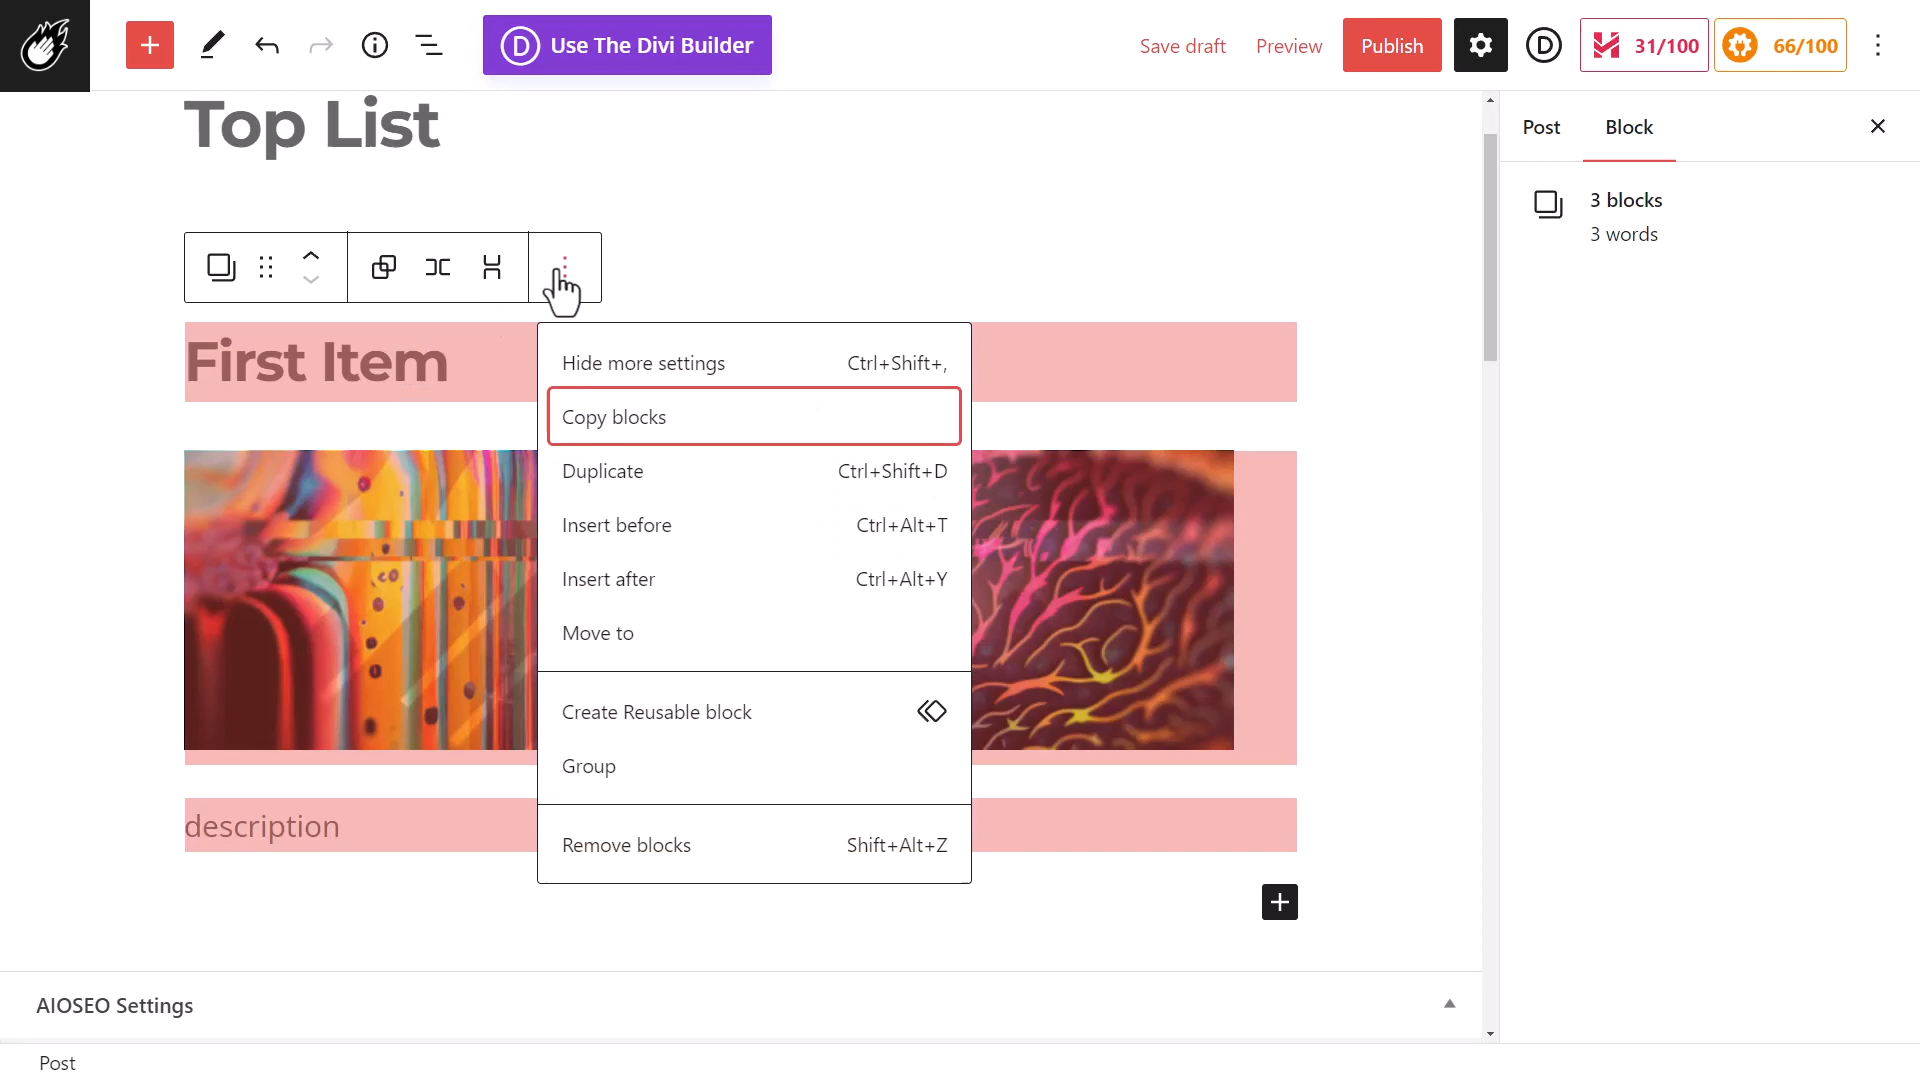 Use The Divi Builder
Save draft
Preview
Publish
31/100
66/100
Top List
Post
Block
3 blocks
3 words
First Item
Hide more settings Ctrl+Shift+,
Copy blocks
Duplicate Ctrl+Shift+D
Insert before Ctrl+Alt+T
Insert after Ctrl+Alt+Y
Move to
Create Reusable block
Group
Remove blocks Shift+Alt+Z
description
AIOSEO Settings
Post